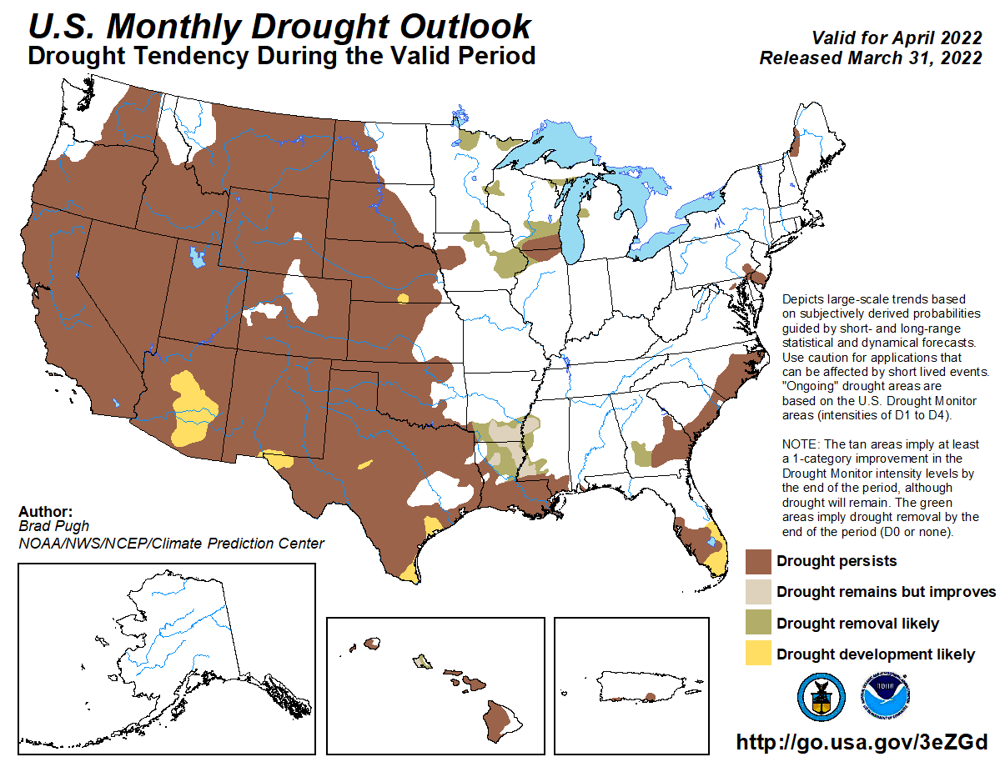 U.S. Monthly Drought Outlook
Drought Tendency During the Valid Period
Valid for April 2022
Released March 31, 2022
Depicts large-scale trends based
on subjectively derived probabilities
guided by short- and long-range
statistical and dynamical forecasts.
Use caution for applications that
can be affected by short lived events.
"Ongoing" drought areas are
based on the U.S. Drought Monitor
areas (intensities of D1 to D4).
NOTE: The tan areas imply at least
a 1-category improvement in the
Drought Monitor intensity levels by
the end of the period, although
drought will remain. The green
areas imply drought removal by the
end of the period (D0 or none).
Author:
Brad Pugh
NOAA/NWS/NCEP/Climate Prediction Center
Drought persists
Drought remains but improves
Drought removal likely
Drought development likely
http://go.usa.gov/3eZGd